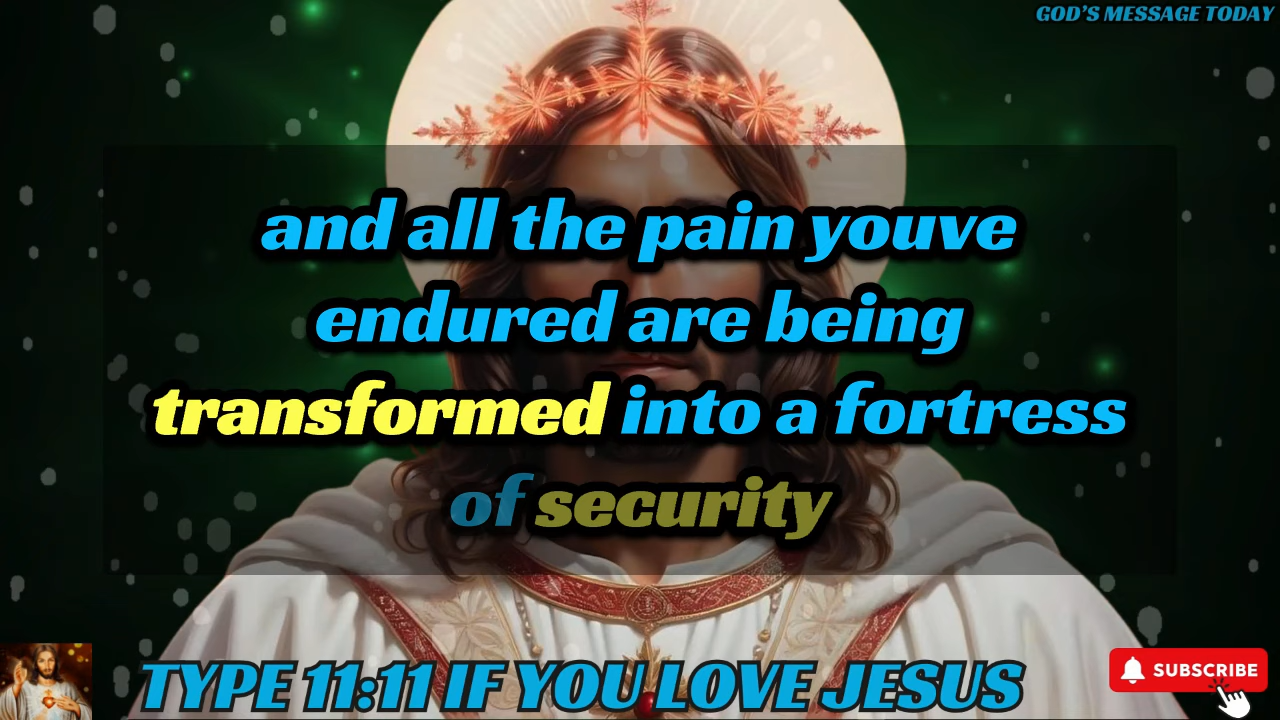 GOD'S MESSAGE TODAY
and all the pain youve
endured are being
transformed into a fortress
of security
TYPE 11:11 IF YOU LOVE JESUS
SUBSCRIBE